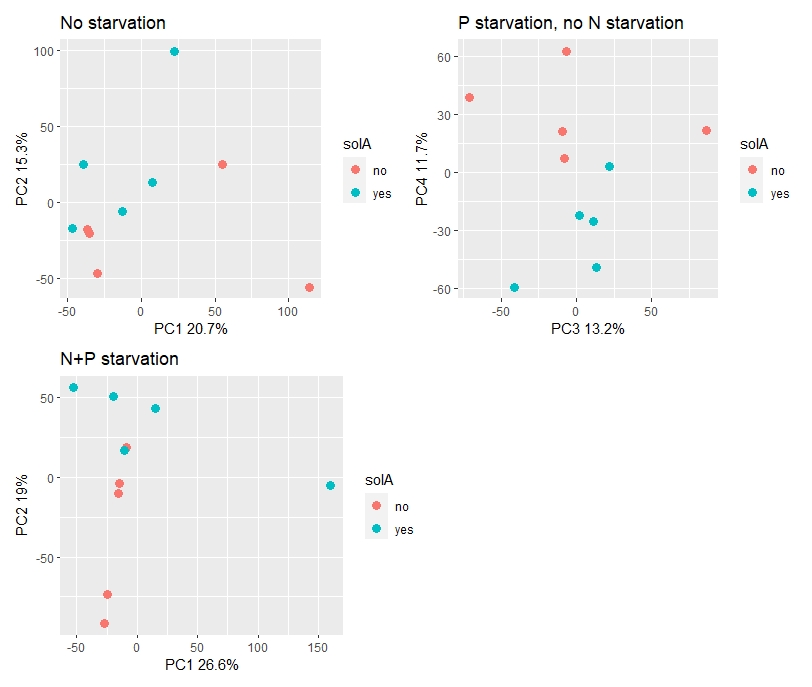 No starvation
100
50
0
-50
-50
0
50
100
PC2 15.3%
PC1 20.7%
solA
no
yes
P starvation, no N starvation
60
30
0
-30
-60
-50
0
50
PC4 11.7%
PC3 13.2%
solA
no
yes
N+P starvation
50
0
-50
-50
0
50
100
150
PC2 19%
PC1 26.6%
solA
no
yes